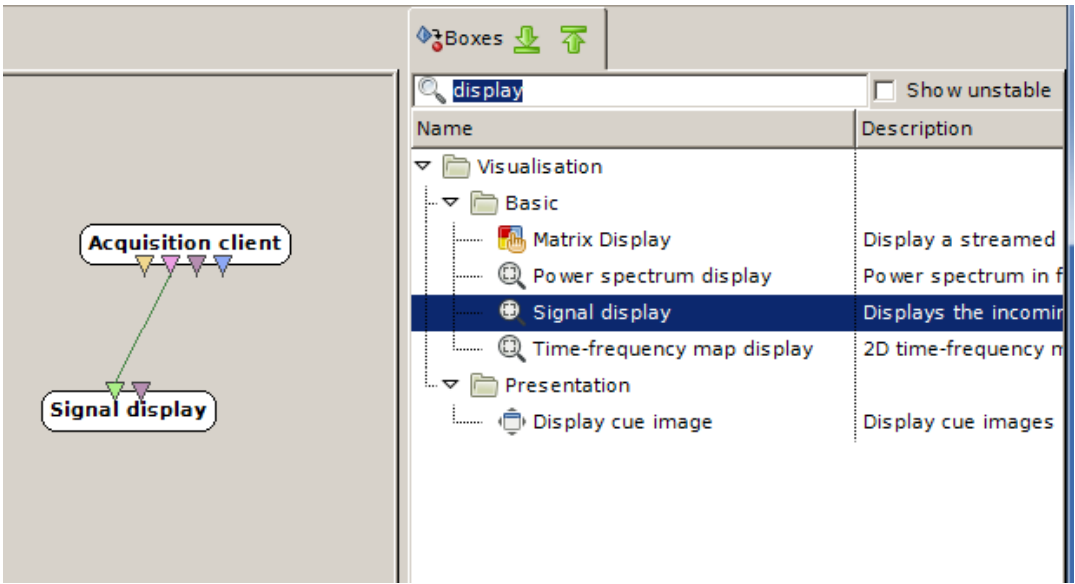 Boxes
display
Show unstable
Name Description
Visualisation
Basic
Matrix Display Display a streamed
Power spectrum display Power spectrum in f
Signal display Displays the incomin
Time-frequency map display 2D time-frequency m
Presentation
Display cue image Display cue images
Acquisition client
Signal display